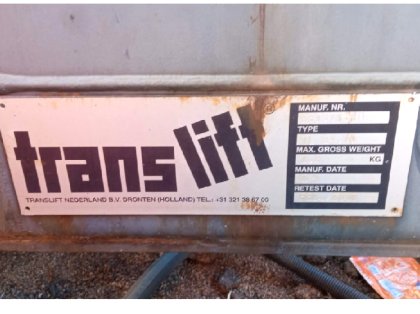 trans lift
TRANSLIFT NEDERLAND B.V. DRONTEN (HOLLAND) TEL.: +31 321 38 67 00
MANUF. NR.
TYPE
MAX. GROSS WEIGHT
KG.
MANUF. DATE
RETEST DATE